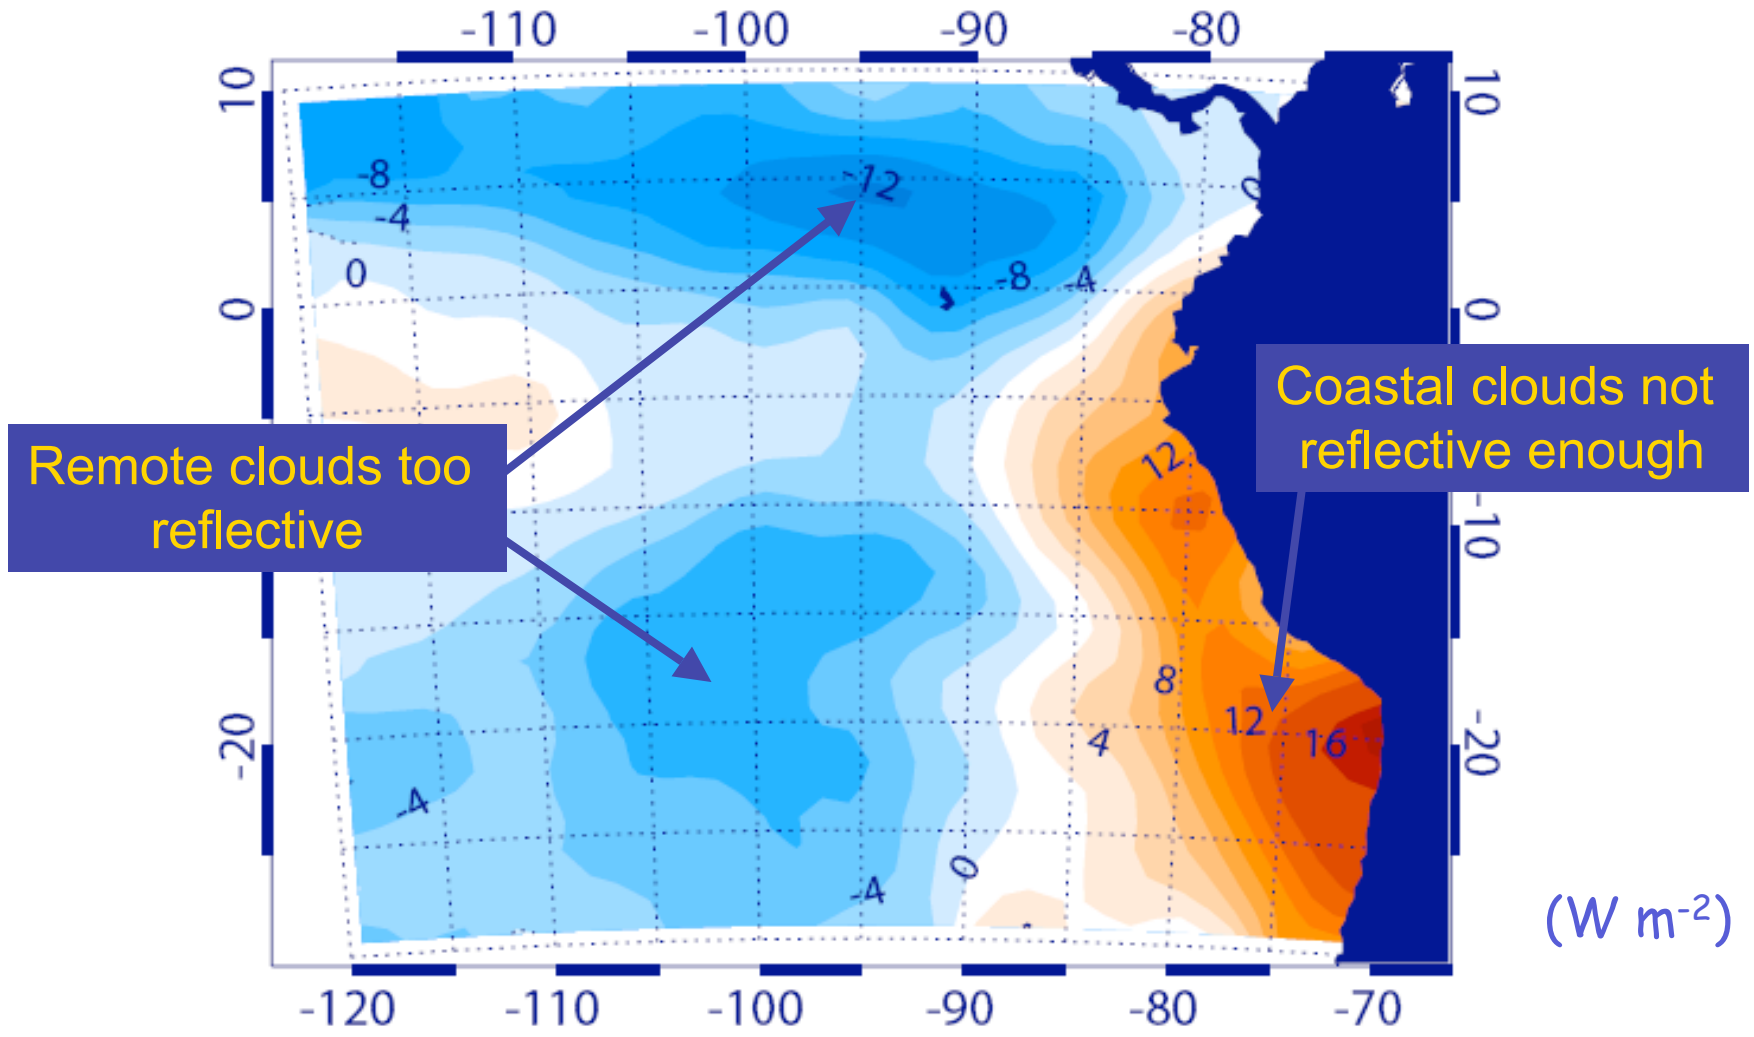 -110 -100 -90 -80
10 10
-8
-12
-4
0
0
-8 -4
0 0
Coastal clouds not
reflective enough
Remote clouds too
reflective
12
-10
8
12
4
16
-20 -20
-4
0
-4
(W m-2)
-120 -110 -100 -90 -80 -70